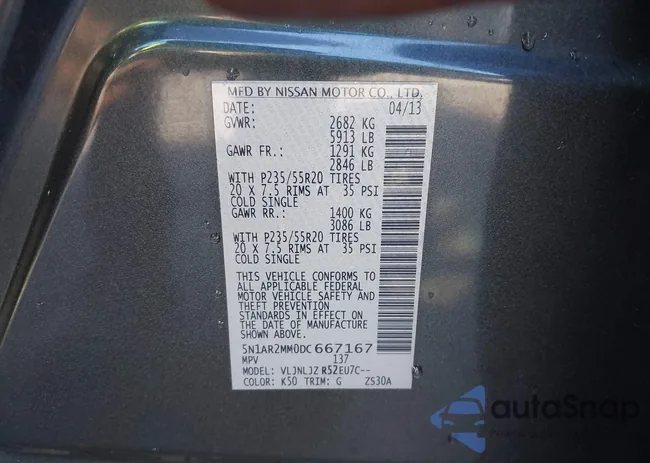 MFD BY NISSAN MOTOR CO., LTD.
DATE: 04/13
GVWR: 2682 KG
5913 LB
GAWR FR.: 1291 KG
2846 LB
WITH P235/55R20 TIRES
20 X 7.5 RIMS AT 35 PSI
COLD SINGLE
GAWR RR.: 1400 KG
3086 LB
WITH P235/55R20 TIRES
20 X 7.5 RIMS AT 35 PSI
COLD SINGLE
THIS VEHICLE CONFORMS TO
ALL APPLICABLE FEDERAL
MOTOR VEHICLE SAFETY AND
THEFT PREVENTION
STANDARDS IN EFFECT ON
THE DATE OF MANUFACTURE
SHOWN ABOVE.
5N1AR2MM0DC667167
MPV 137
MODEL: VLJNLJZ R52EU7C--
COLOR: K50 TRIM: G ZS30A
autoSnap